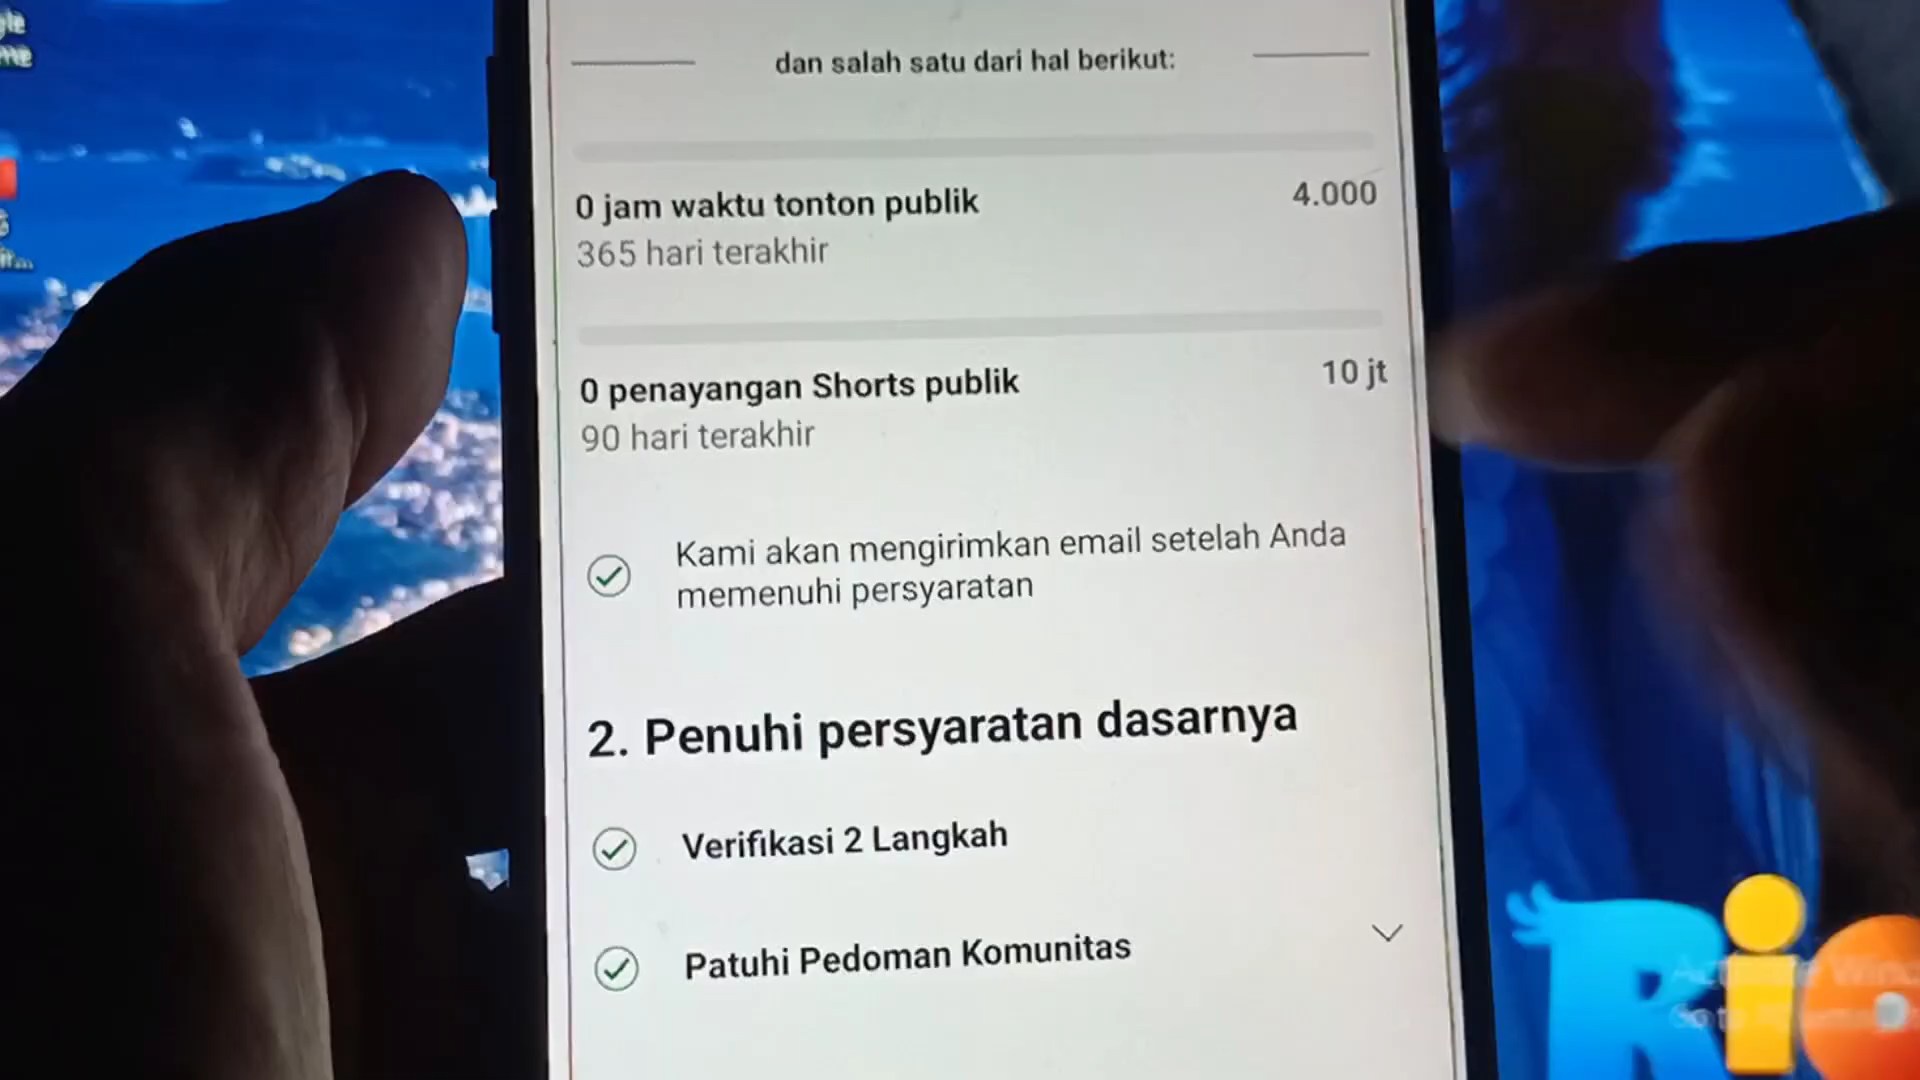 dan salah satu dari hal berikut:
0 jam waktu tonton publik 4.000
365 hari terakhir
0 penayangan Shorts publik 10 jt
90 hari terakhir
Kami akan mengirimkan email setelah Anda
memenuhi persyaratan
2. Penuhi persyaratan dasarnya
Verifikasi 2 Langkah
Patuhi Pedoman Komunitas
Rio